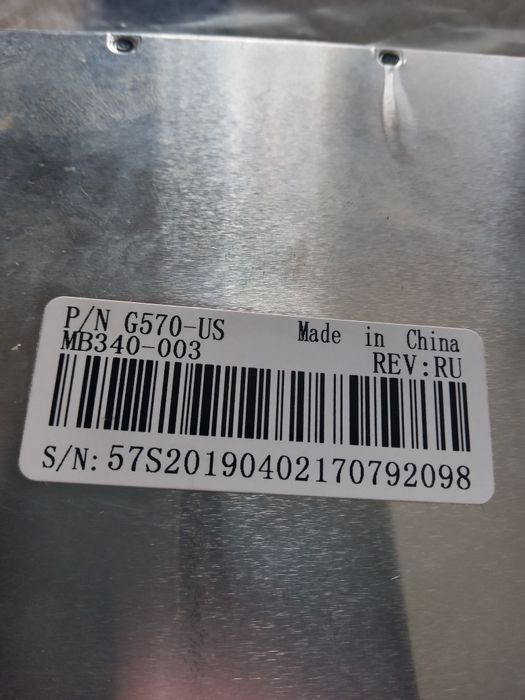 P/N G570-US
Made in China
MB340-003
REV:RU
S/N: 57S20190402170792098